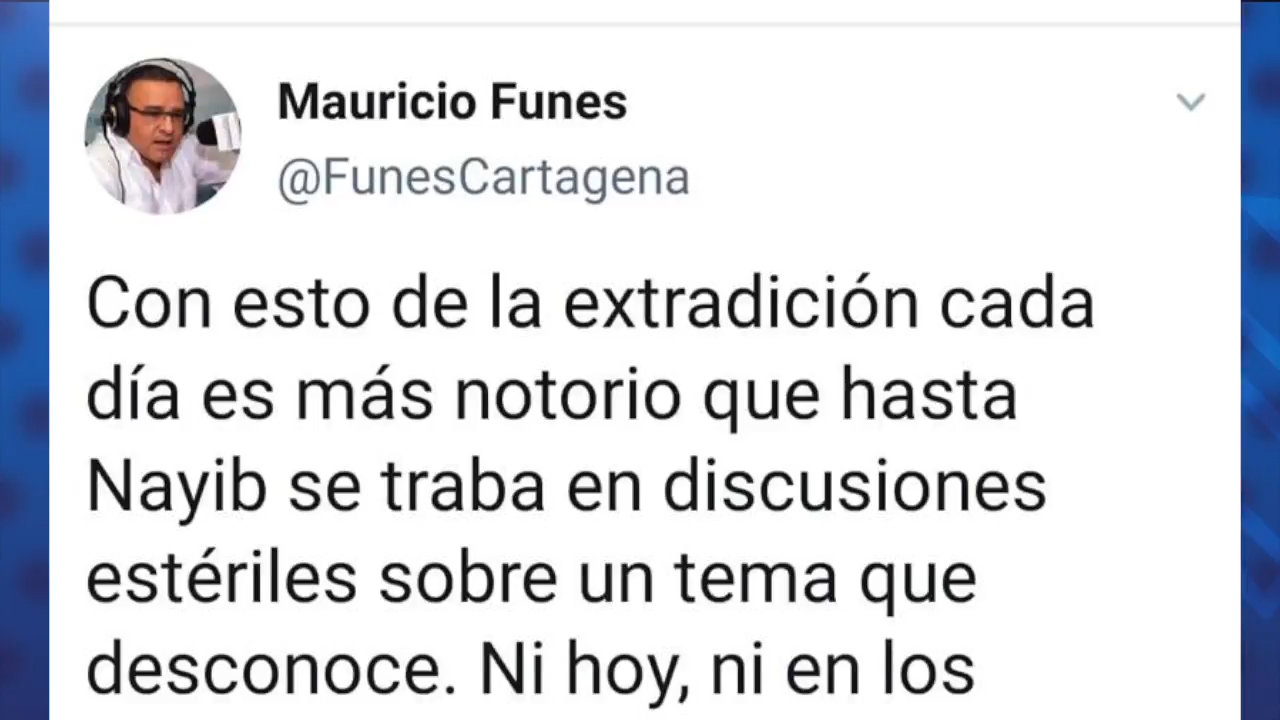 Mauricio Funes
@FunesCartagena
Con esto de la extradición cada
día es más notorio que hasta
Nayib se traba en discusiones
estériles sobre un tema que
desconoce. Ni hoy, ni en los